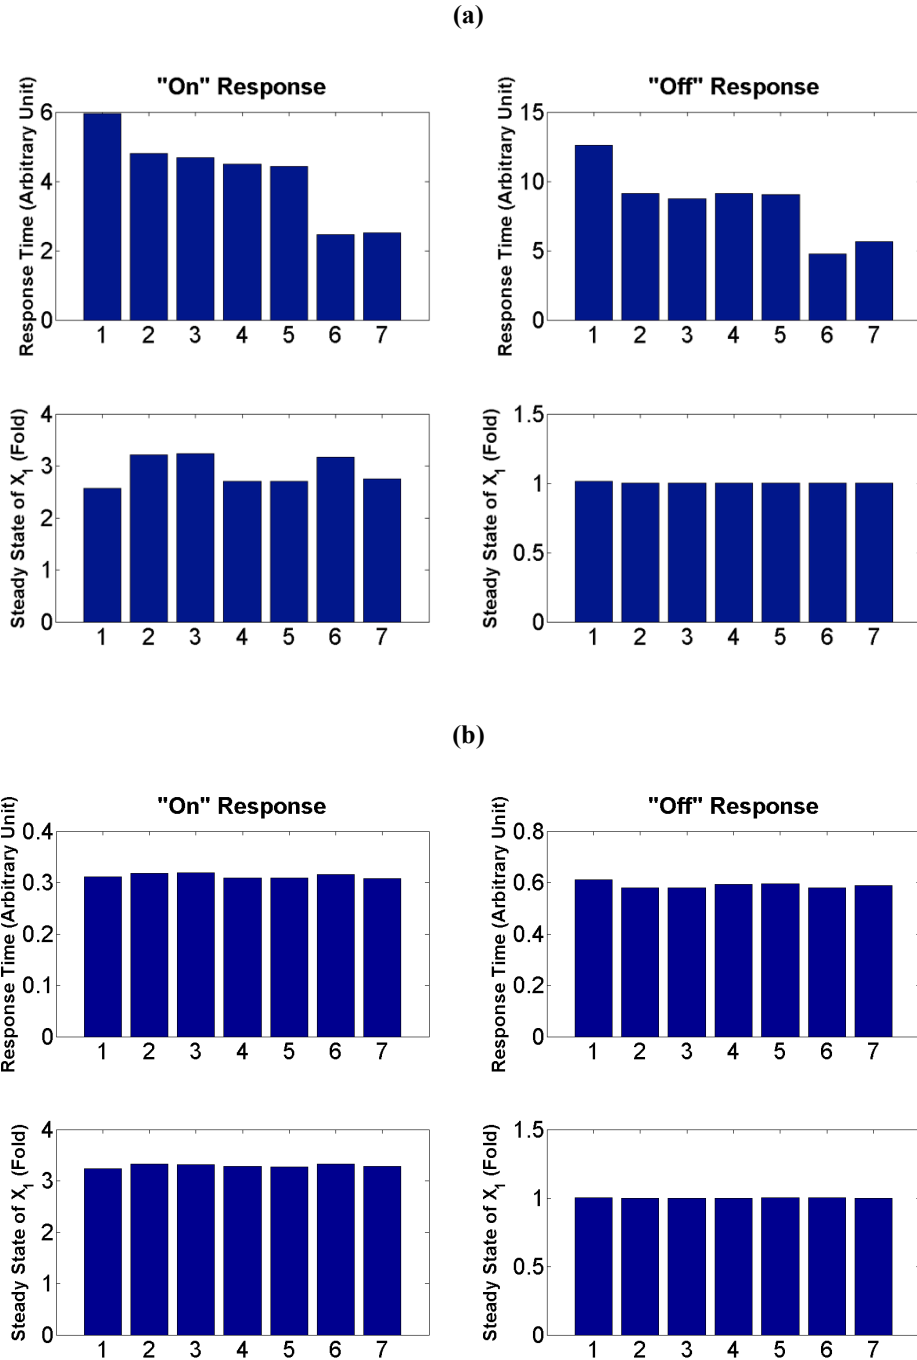 (a)
"On" Response
Response Time (Arbitrary Unit)
6
4
2
0
1 2 3 4 5 6 7
"Off" Response
Response Time (Arbitrary Unit)
15
10
5
0
1 2 3 4 5 6 7
Steady State of X1 (Fold)
4
3
2
1
0
1 2 3 4 5 6 7
Steady State of X1 (Fold)
1.5
1
0.5
0
1 2 3 4 5 6 7
(b)
"On" Response
Response Time (Arbitrary Unit)
0.4
0.3
0.2
0.1
0
1 2 3 4 5 6 7
"Off" Response
Response Time (Arbitrary Unit)
0.8
0.6
0.4
0.2
0
1 2 3 4 5 6 7
Steady State of X1 (Fold)
4
3
2
1
0
1 2 3 4 5 6 7
Steady State of X1 (Fold)
1.5
1
0.5
0
1 2 3 4 5 6 7